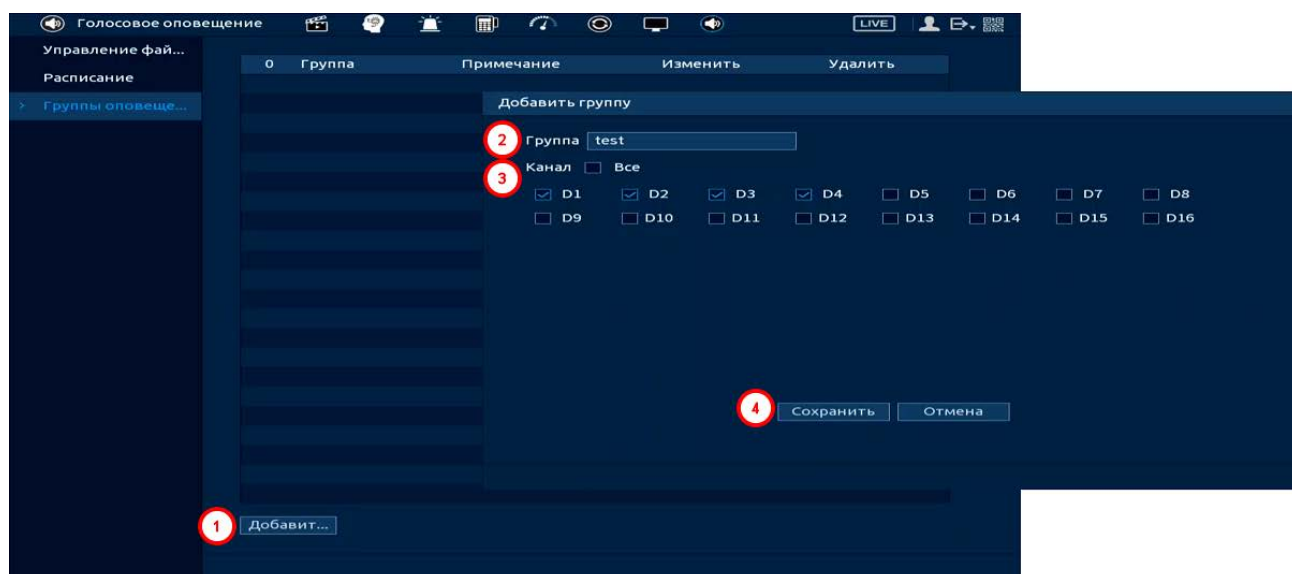 Голосовое оповещение LIVE
Управление фай...
Расписание
Группы оповеще...
0 Группа Примечание Изменить Удалить
Добавить группу
2 Группа test
3 Канал Все
D1 D2 D3 D4 D5 D6 D7 D8
D9 D10 D11 D12 D13 D14 D15 D16
4 Сохранить Отмена
1 Добавит...